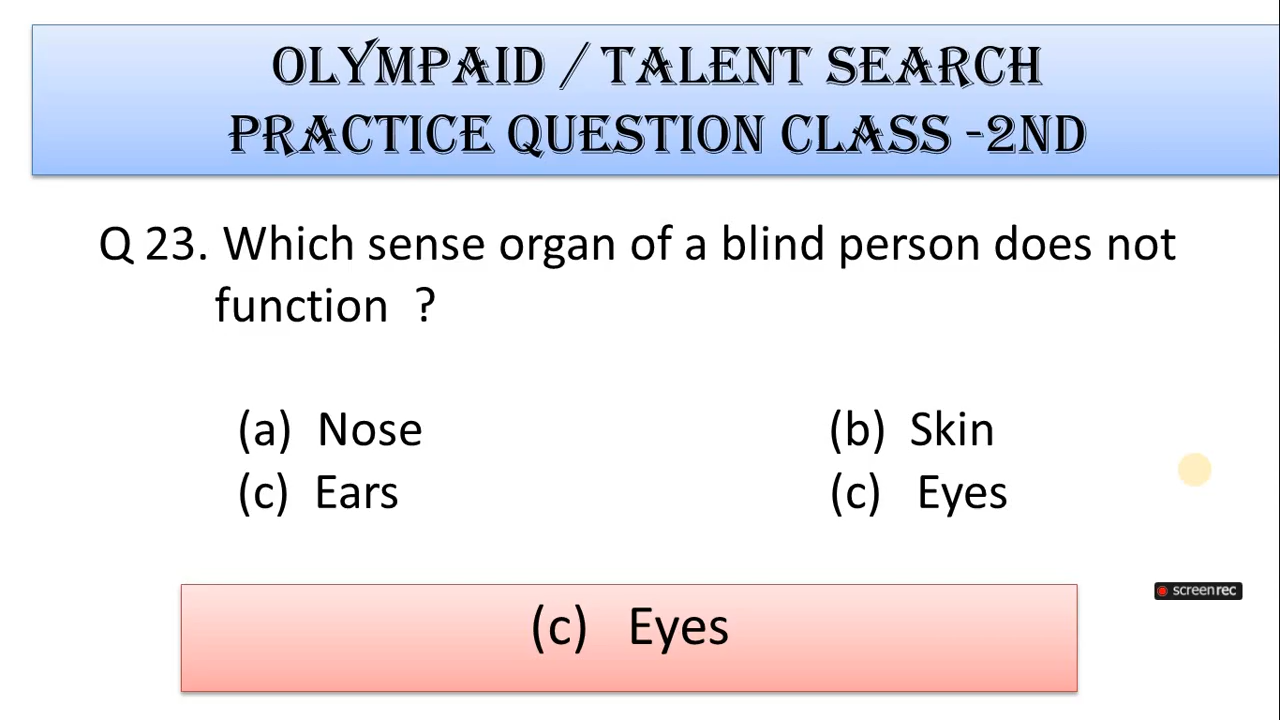 OLYMPAID / TALENT SEARCH
PRACTICE QUESTION CLASS -2ND
Q 23. Which sense organ of a blind person does not
function ?
(a) Nose (b) Skin
(c) Ears (c) Eyes
screenrec
(c) Eyes